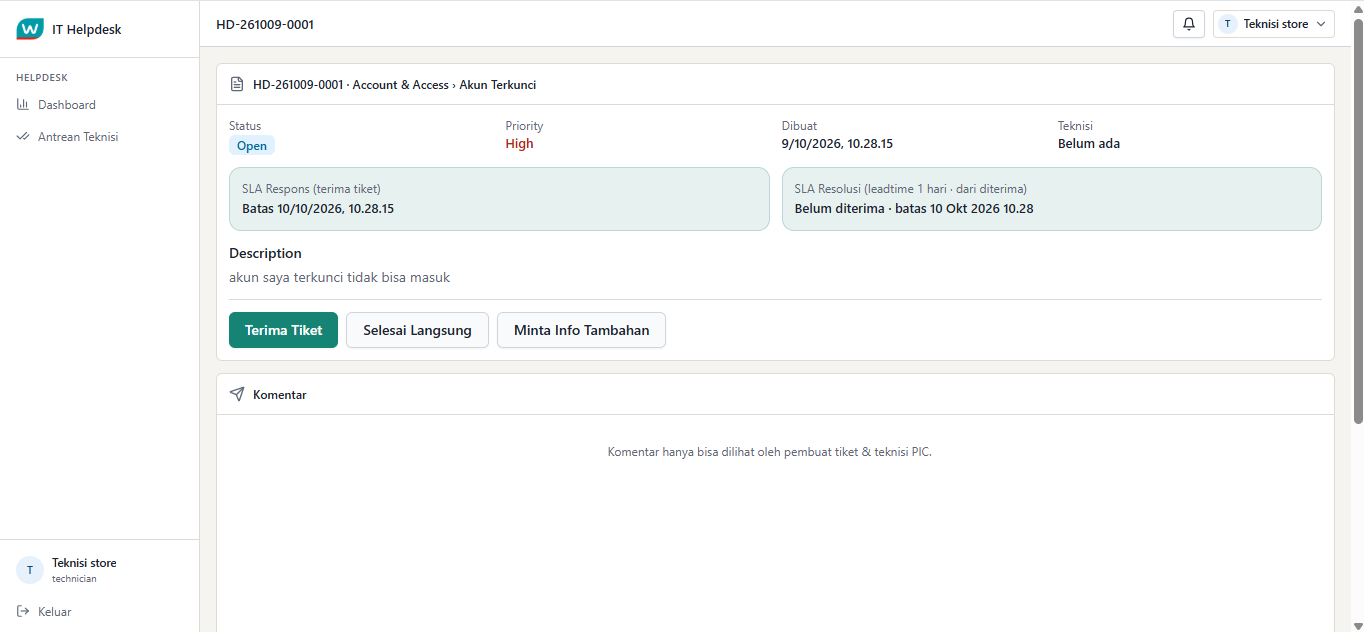 W IT Helpdesk
HD-261009-0001
T Teknisi store
HELPDESK
Dashboard
Antrean Teknisi
HD-261009-0001 · Account & Access › Akun Terkunci
Status
Open
Priority
High
Dibuat
9/10/2026, 10.28.15
Teknisi
Belum ada
SLA Respons (terima tiket)
Batas 10/10/2026, 10.28.15
SLA Resolusi (leadtime 1 hari · dari diterima)
Belum diterima · batas 10 Okt 2026 10.28
Description
akun saya terkunci tidak bisa masuk
Terima Tiket
Selesai Langsung
Minta Info Tambahan
Komentar
Komentar hanya bisa dilihat oleh pembuat tiket & teknisi PIC.
T Teknisi store
technician
Keluar